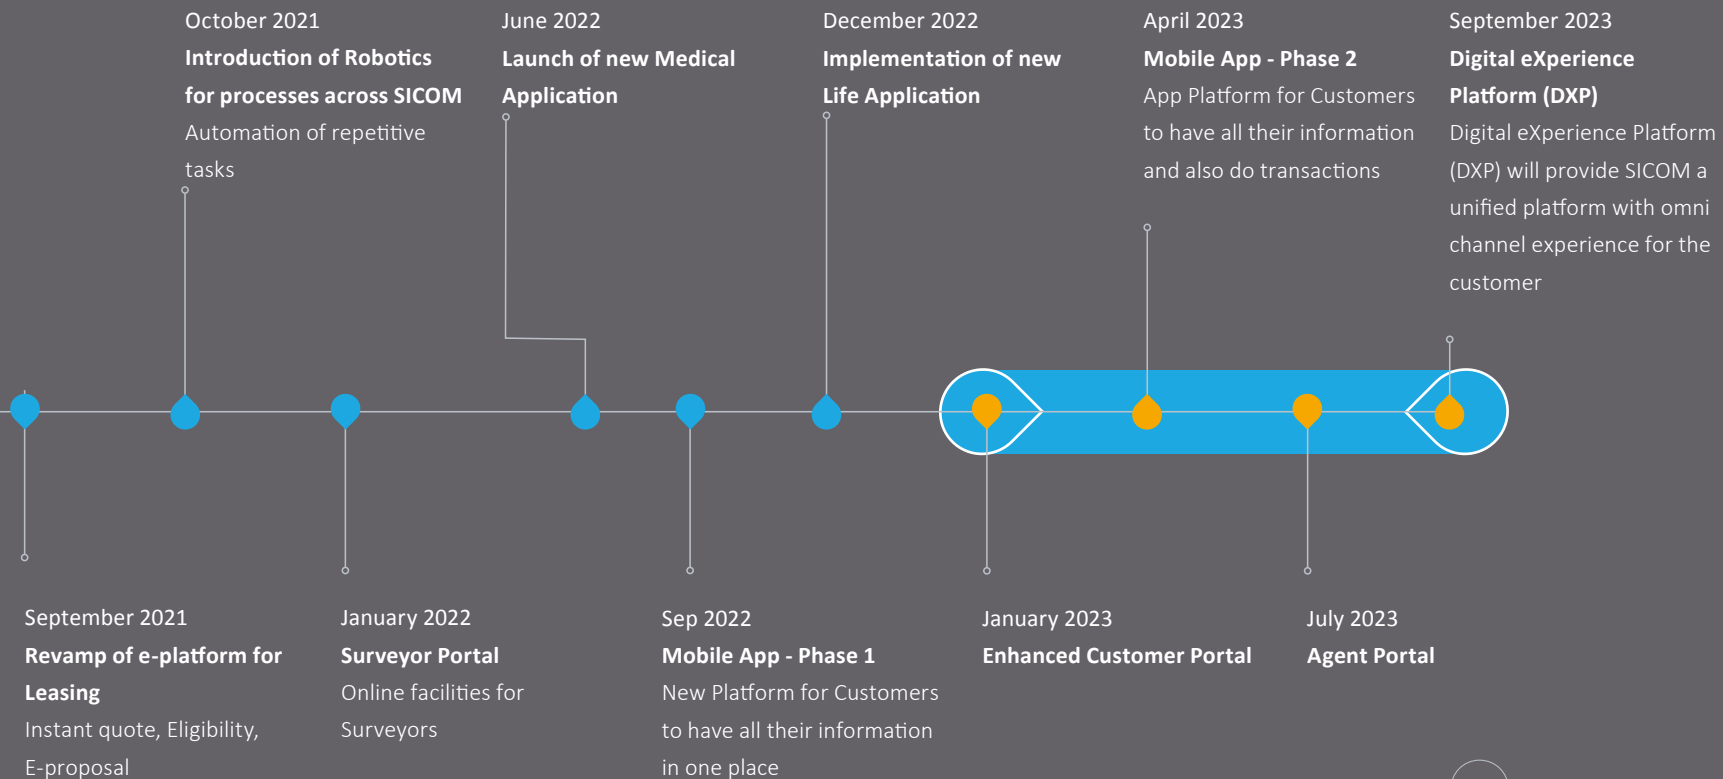 October 2021
Introduction of Robotics
for processes across SICOM
Automation of repetitive
tasks
June 2022
Launch of new Medical
Application
December 2022
Implementation of new
Life Application
April 2023
Mobile App - Phase 2
App Platform for Customers
to have all their information
and also do transactions
September 2023
Digital eXperience
Platform (DXP)
Digital eXperience Platform
(DXP) will provide SICOM a
unified platform with omni
channel experience for the
customer
September 2021
Revamp of e-platform for
Leasing
Instant quote, Eligibility,
E-proposal
January 2022
Surveyor Portal
Online facilities for
Surveyors
Sep 2022
Mobile App - Phase 1
New Platform for Customers
to have all their information
in one place
January 2023
Enhanced Customer Portal
July 2023
Agent Portal